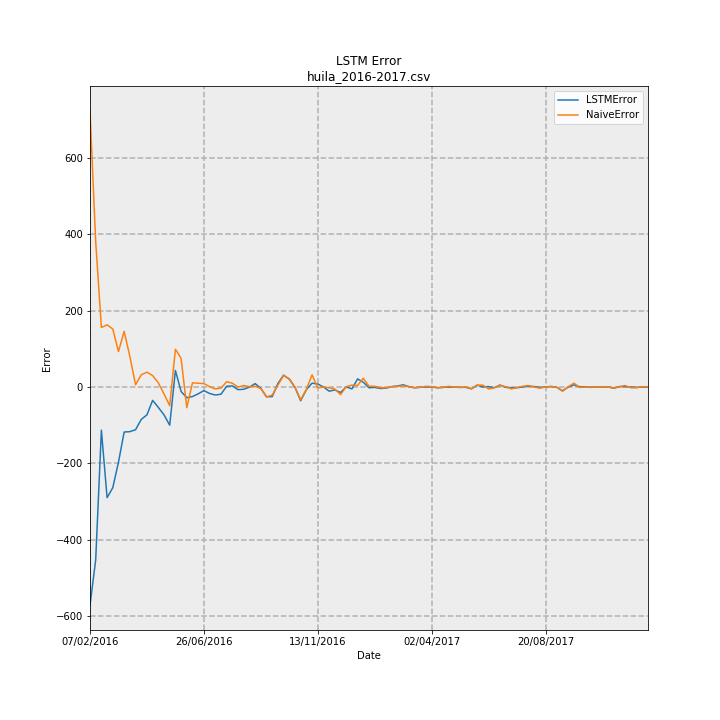 LSTM Error
huila_2016-2017.csv
LSTMError
NaiveError
600
400
200
0
−200
−400
−600
Error
07/02/2016 26/06/2016 13/11/2016 02/04/2017 20/08/2017
Date